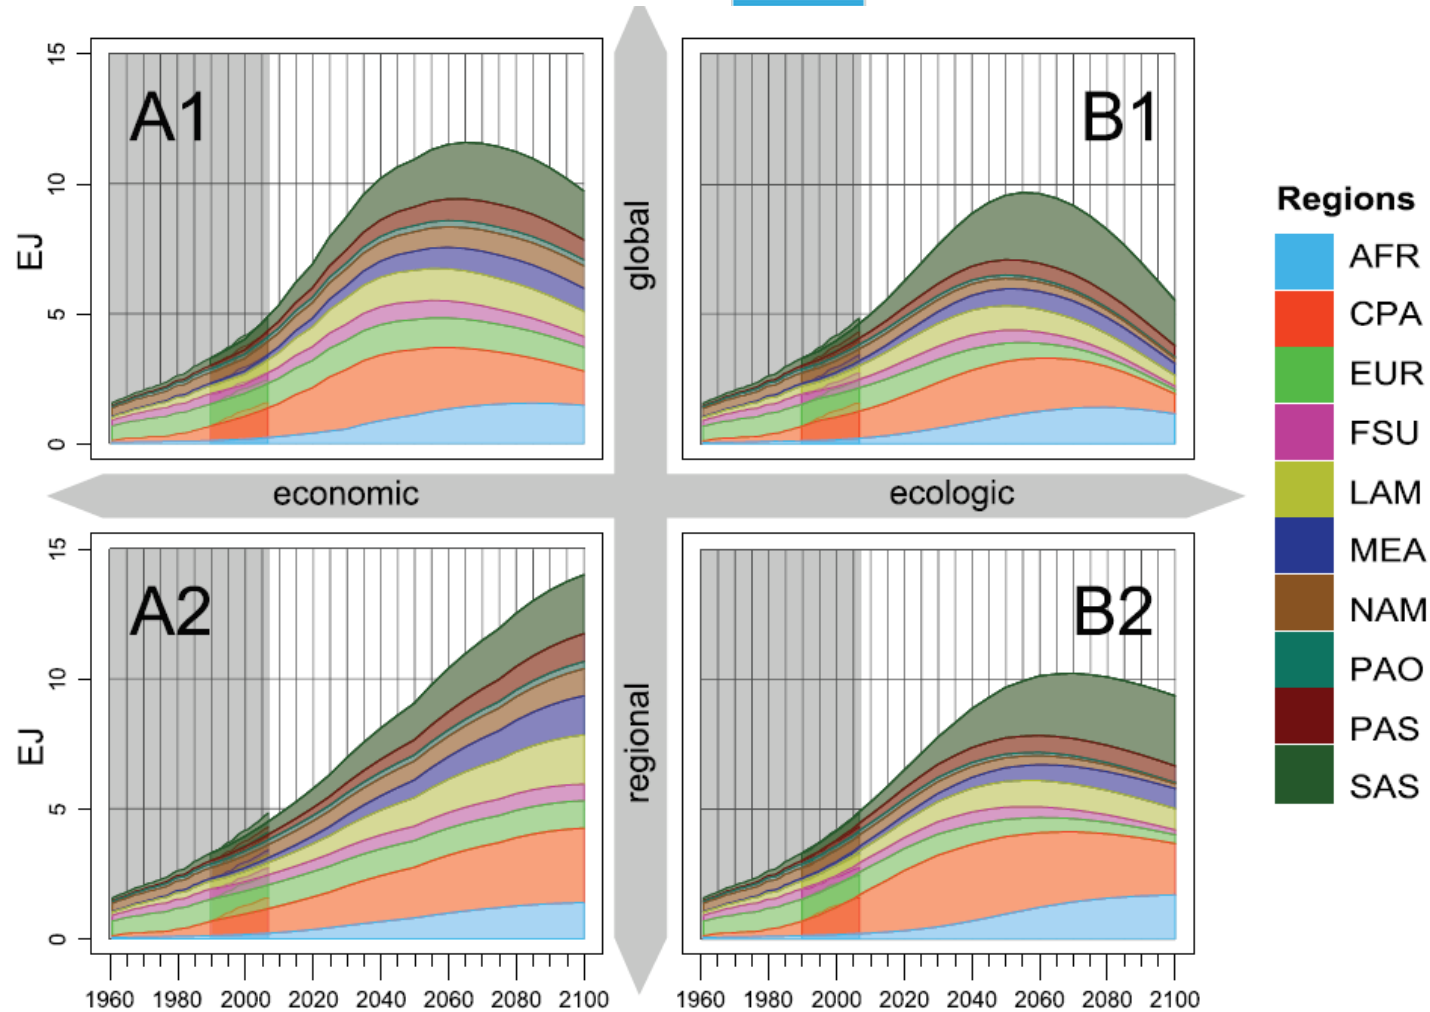 A1
B1
15
10
5
0
EJ
global
economic
ecologic
regional
A2
B2
15
10
5
0
EJ
1960 1980 2000 2020 2040 2060 2080 2100
1960 1980 2000 2020 2040 2060 2080 2100
Regions
AFR
CPA
EUR
FSU
LAM
MEA
NAM
PAO
PAS
SAS